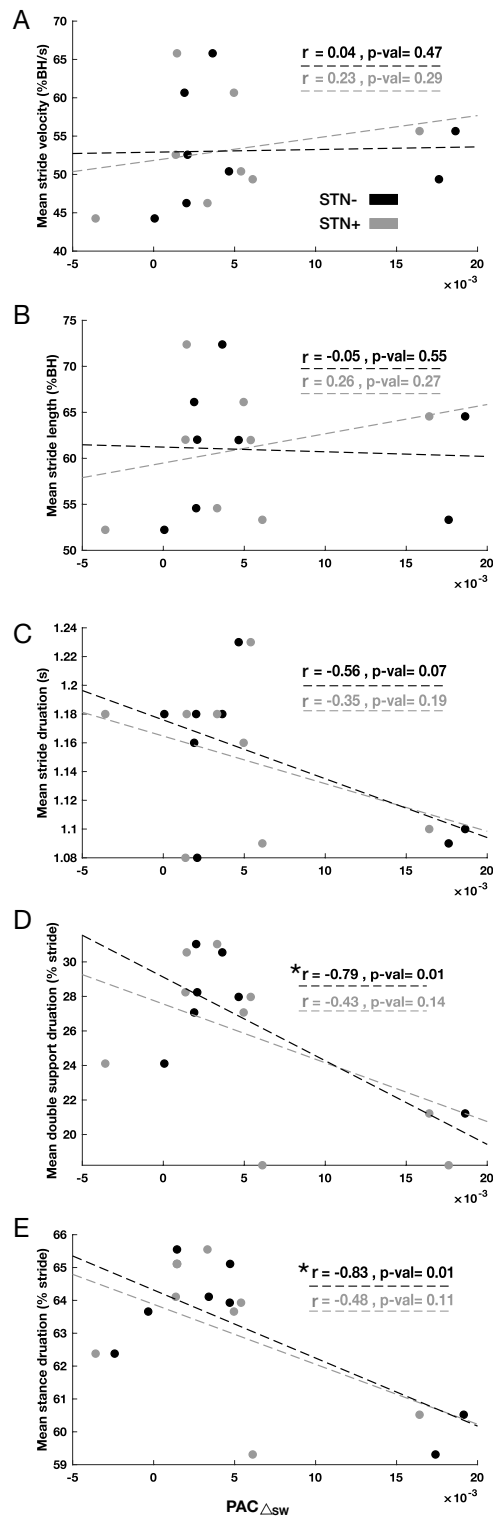 A
70
65
60
55
50
45
40
Mean stride velocity (%BH/s)
r = 0.04 , p-val= 0.47
r = 0.23 , p-val= 0.29
STN-
STN+
-5 0 5 10 15 20
×10⁻³
B
75
70
65
60
55
50
Mean stride length (%BH)
r = -0.05 , p-val= 0.55
r = 0.26 , p-val= 0.27
-5 0 5 10 15 20
×10⁻³
C
1.24
1.22
1.2
1.18
1.16
1.14
1.12
1.1
1.08
Mean stride druation (s)
r = -0.56 , p-val= 0.07
r = -0.35 , p-val= 0.19
-5 0 5 10 15 20
×10⁻³
D
30
28
26
24
22
20
Mean double support druation (% stride)
*r = -0.79 , p-val= 0.01
r = -0.43 , p-val= 0.14
-5 0 5 10 15 20
×10⁻³
E
66
65
64
63
62
61
60
59
Mean stance druation (% stride)
*r = -0.83 , p-val= 0.01
r = -0.48 , p-val= 0.11
-5 0 5 10 15 20
×10⁻³
PAC △SW